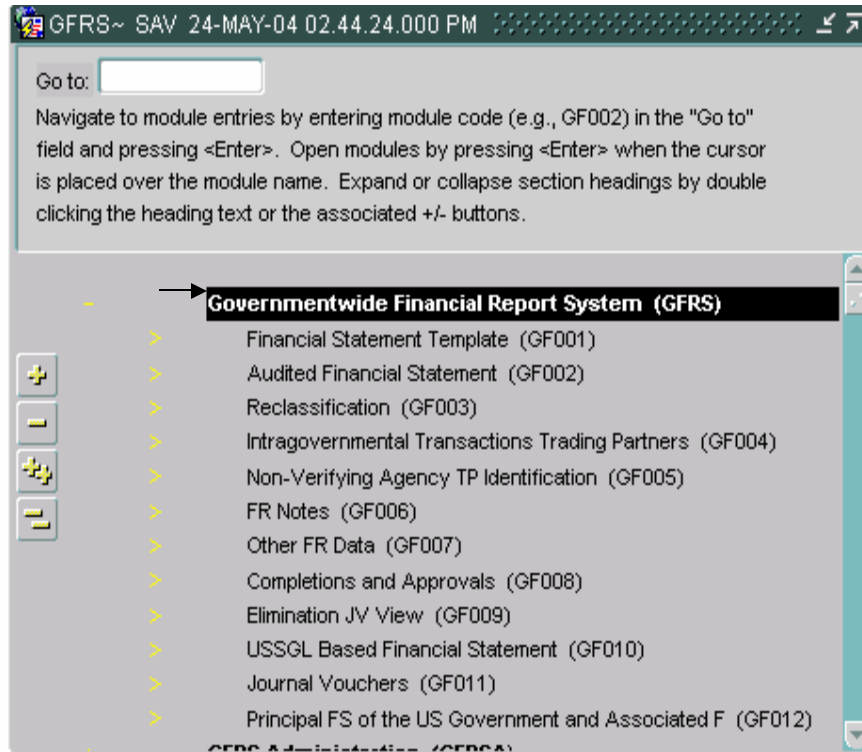 GFRS~ SAV 24-MAY-04 02.44.24.000 PM
Go to:
Navigate to module entries by entering module code (e.g., GF002) in the "Go to"
field and pressing <Enter>. Open modules by pressing <Enter> when the cursor
is placed over the module name. Expand or collapse section headings by double
clicking the heading text or the associated +/- buttons.
Governmentwide Financial Report System (GFRS)
Financial Statement Template (GF001)
Audited Financial Statement (GF002)
Reclassification (GF003)
Intragovernmental Transactions Trading Partners (GF004)
Non-Verifying Agency TP Identification (GF005)
FR Notes (GF006)
Other FR Data (GF007)
Completions and Approvals (GF008)
Elimination JV View (GF009)
USSGL Based Financial Statement (GF010)
Journal Vouchers (GF011)
Principal FS of the US Government and Associated F (GF012)
GFRS Administration (GFRSA)